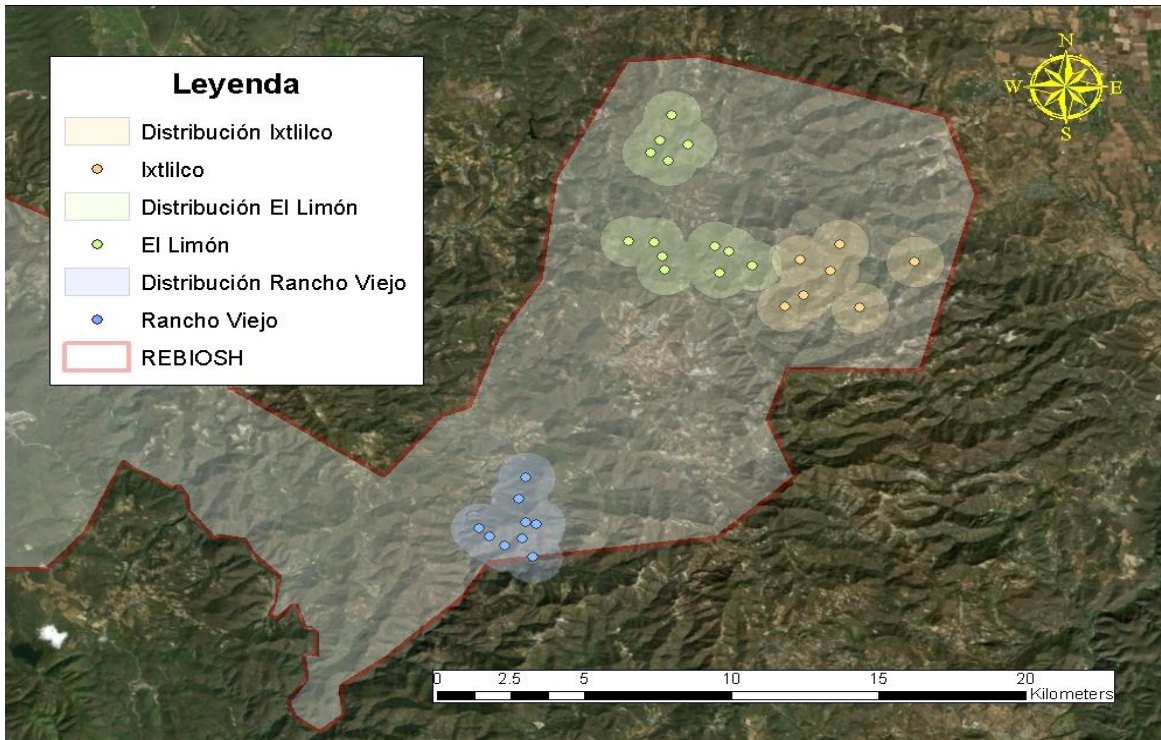 Leyenda
Distribución Ixtlilco
Ixtlilco
Distribución El Limón
El Limón
Distribución Rancho Viejo
Rancho Viejo
REBIOSH
N
W E
S
0 2.5 5 10 15 20
Kilometers